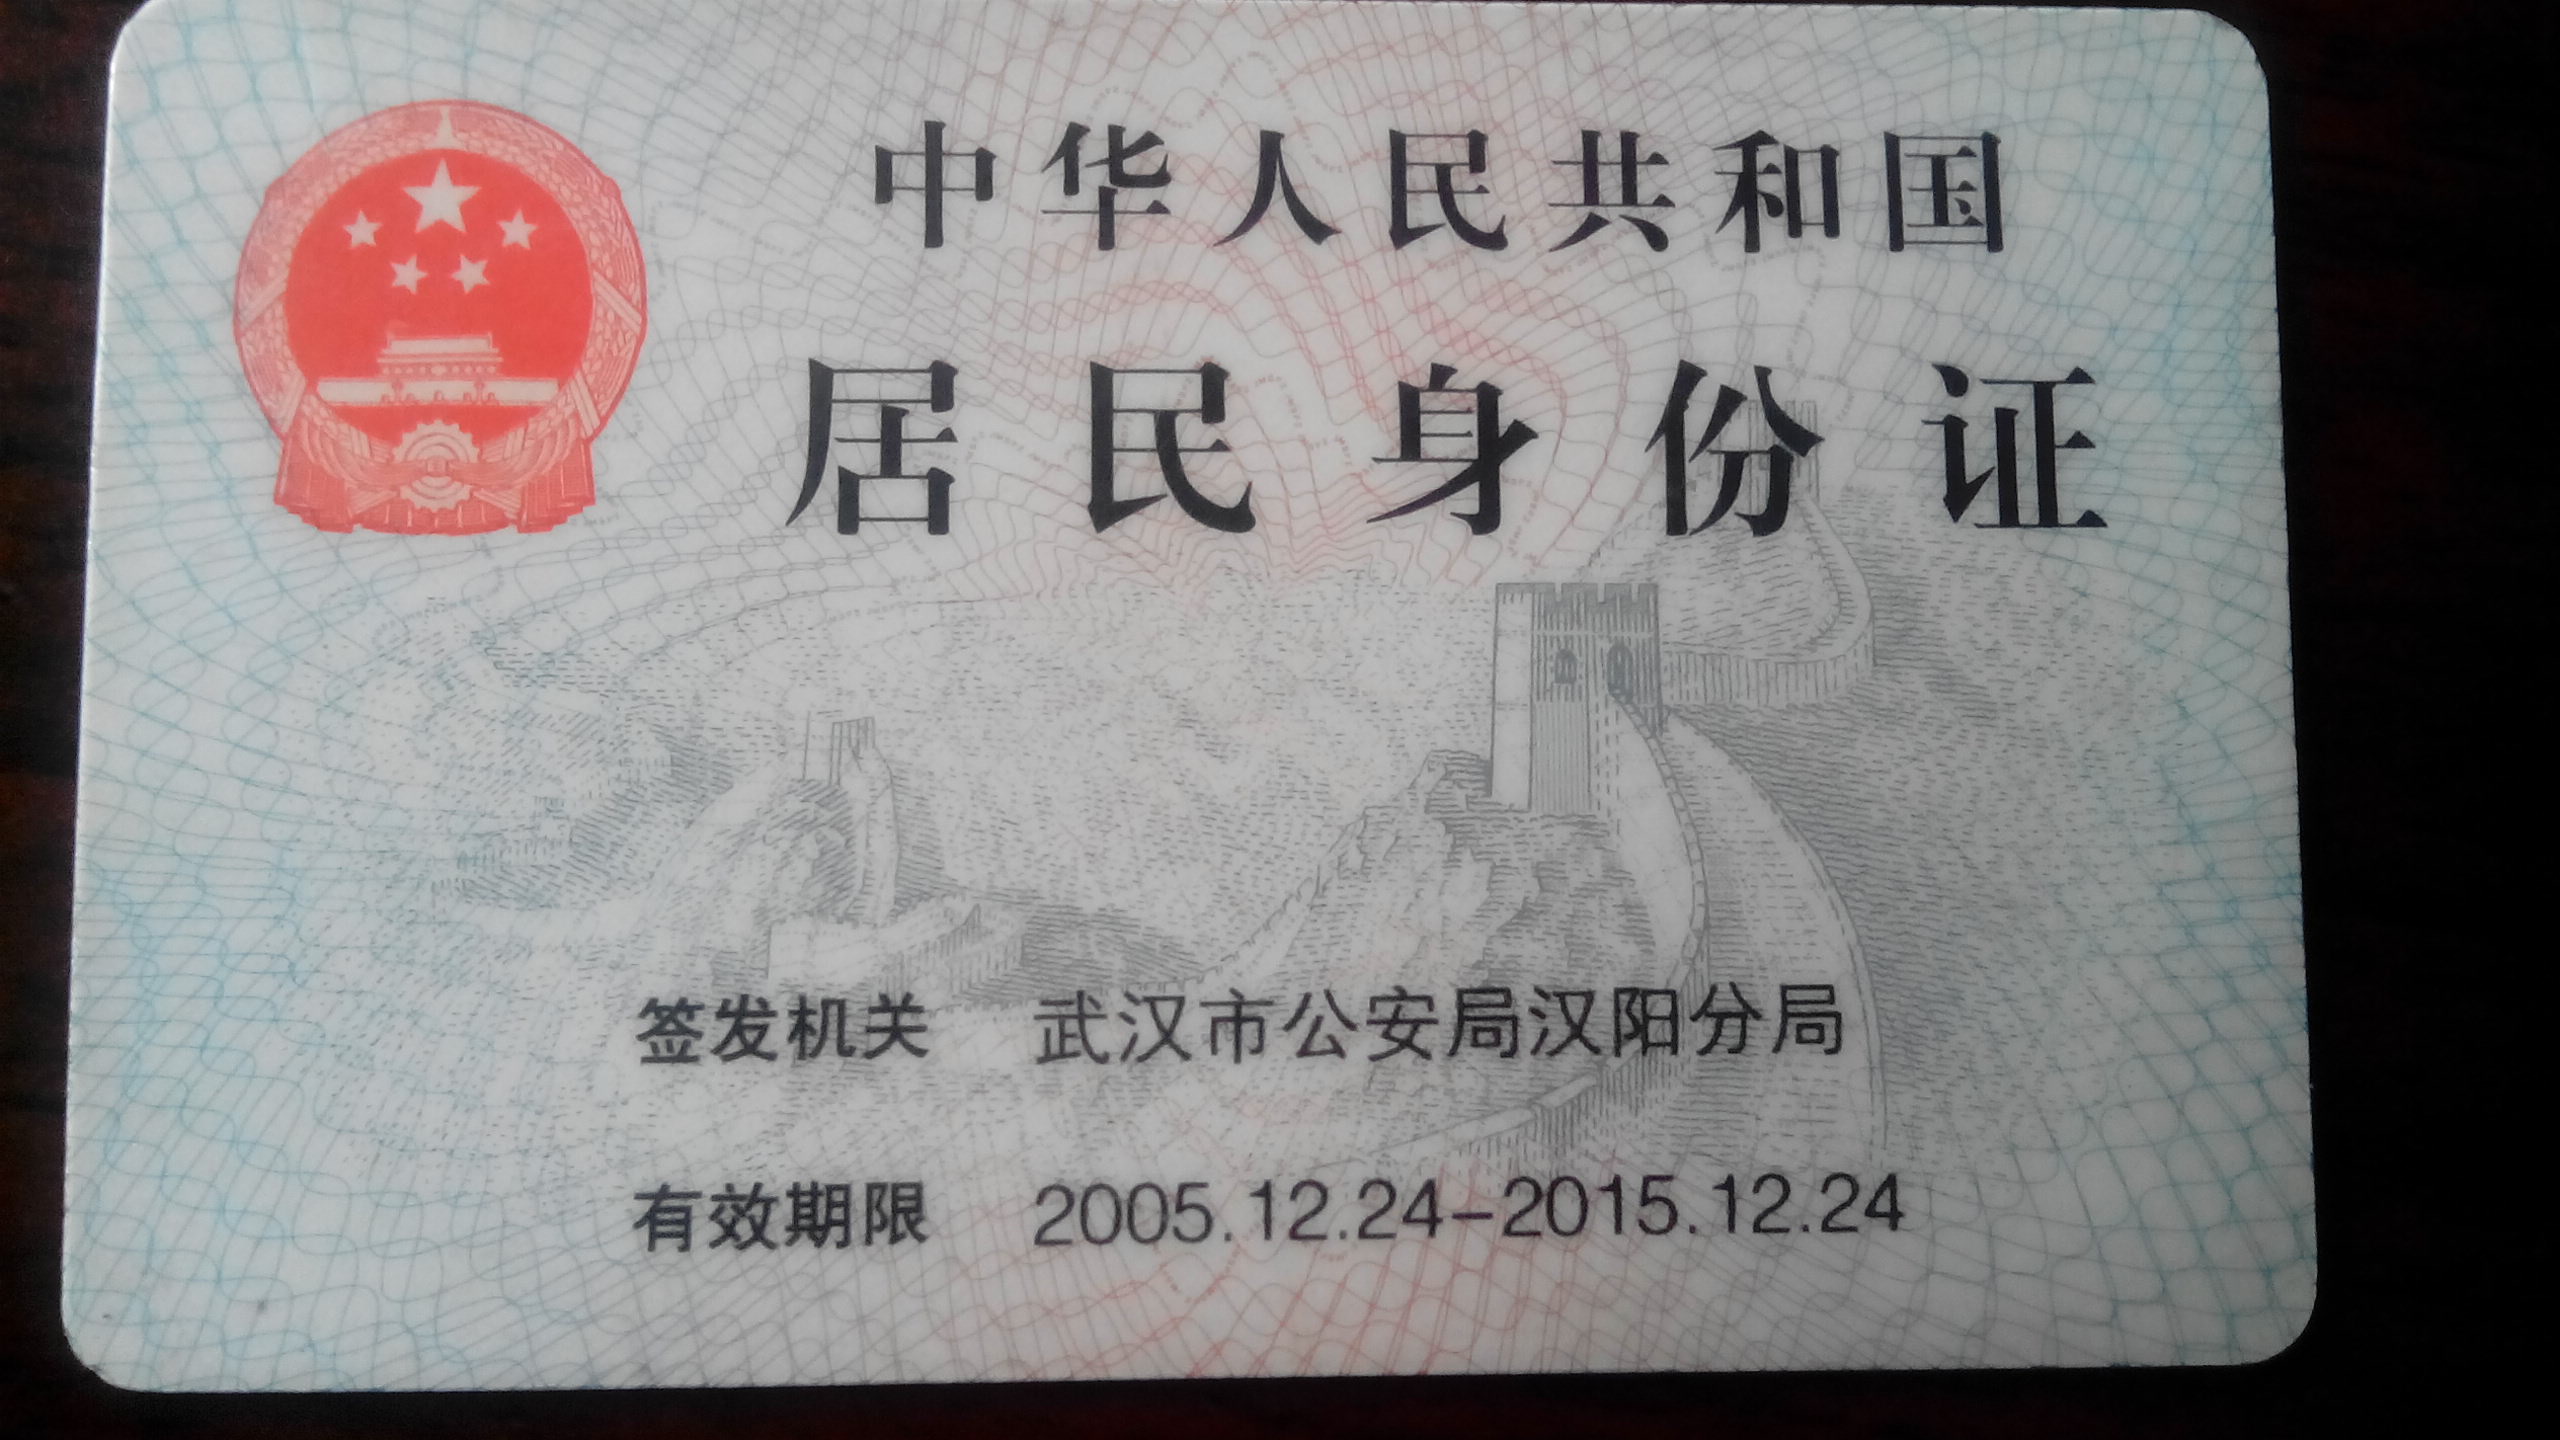 中华人民共和国
居民身份证
签发机关 武汉市公安局汉阳分局
有效期限 2005.12.24-2015.12.24